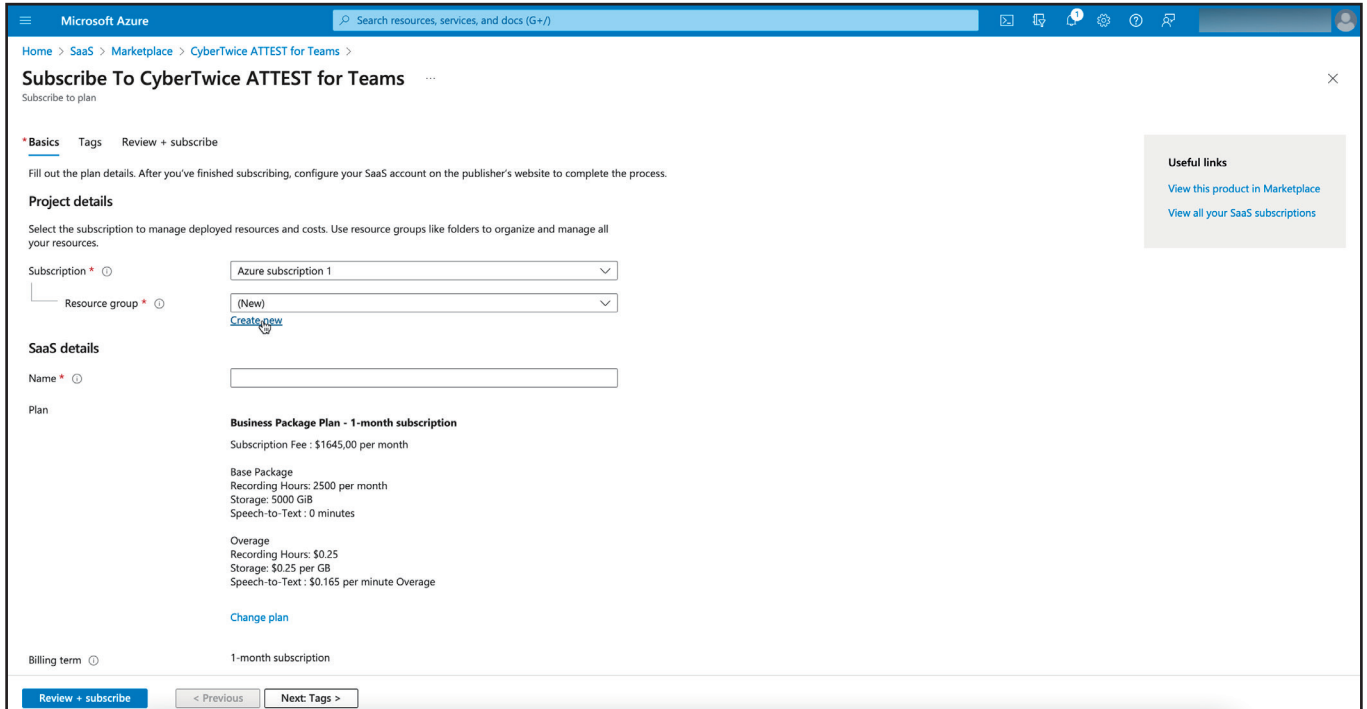 Microsoft Azure
Search resources, services, and docs (G+/)
1
Home > SaaS > Marketplace > CyberTwice ATTEST for Teams >
Subscribe To CyberTwice ATTEST for Teams ...
Subscribe to plan
* Basics Tags Review + subscribe
Fill out the plan details. After you've finished subscribing, configure your SaaS account on the publisher's website to complete the process.
Project details
Select the subscription to manage deployed resources and costs. Use resource groups like folders to organize and manage all
your resources.
Subscription * Azure subscription 1
Resource group * (New)
Create new
SaaS details
Name *
Plan
Business Package Plan - 1-month subscription
Subscription Fee : $1645,00 per month
Base Package
Recording Hours: 2500 per month
Storage: 5000 GiB
Speech-to-Text : 0 minutes
Overage
Recording Hours: $0.25
Storage: $0.25 per GB
Speech-to-Text : $0.165 per minute Overage
Change plan
Billing term 1-month subscription
Review + subscribe < Previous Next: Tags >
Useful links
View this product in Marketplace
View all your SaaS subscriptions